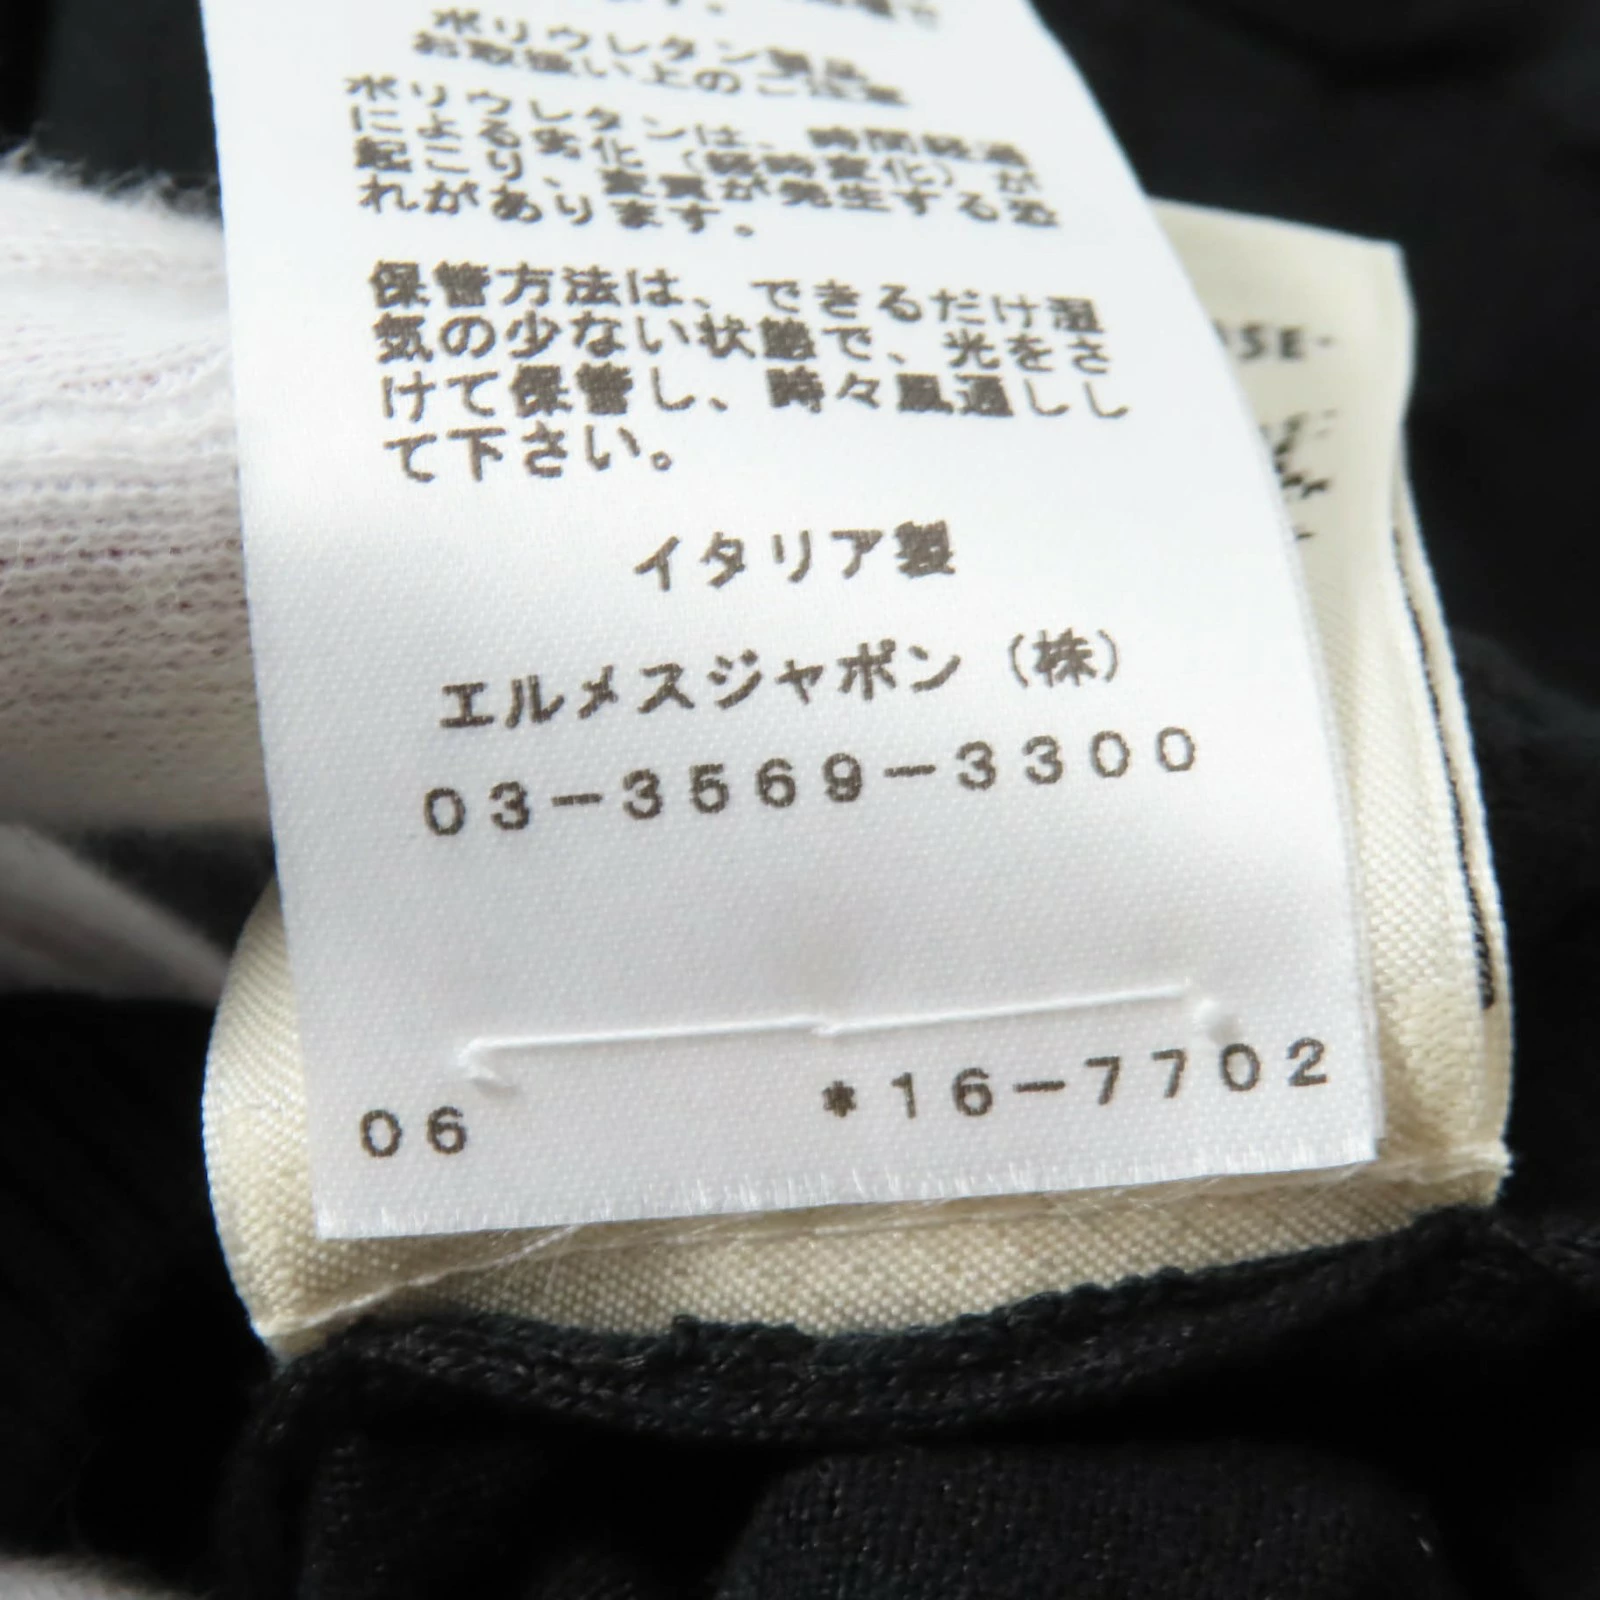 ます。
ポリウレタン製品
お取扱い上のご注意
ポリウレタンは、時間経過
による劣化（経時変化）が
起こり、変質が発生する恐
れがあります。
保管方法は、できるだけ湿
気の少ない状態で、光をさ
けて保管し、時々風通しし
て下さい。
イタリア製
エルメスジャポン（株）
03-3569-3300
06 *16-7702
OSE-